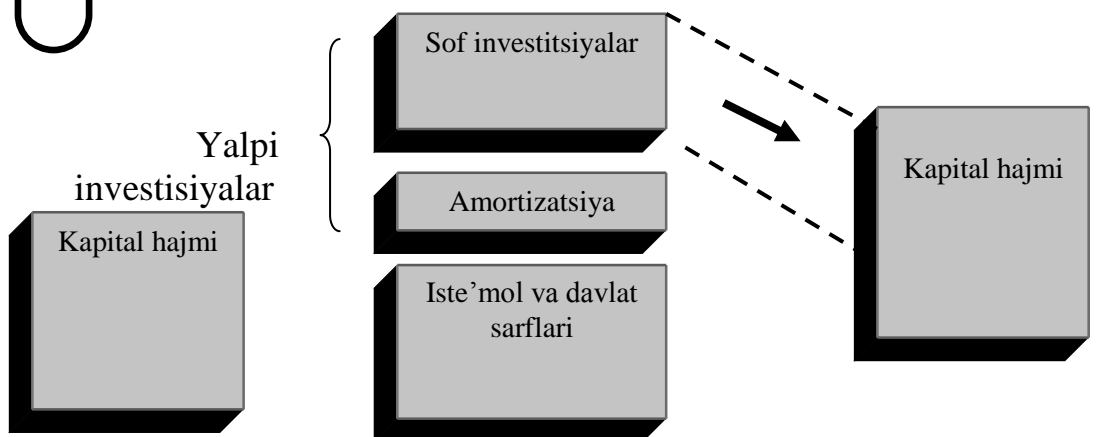 Yalpi
investisiyalar
Kapital hajmi
Sof investitsiyalar
Amortizatsiya
Iste’mol va davlat
sarflari
Kapital hajmi